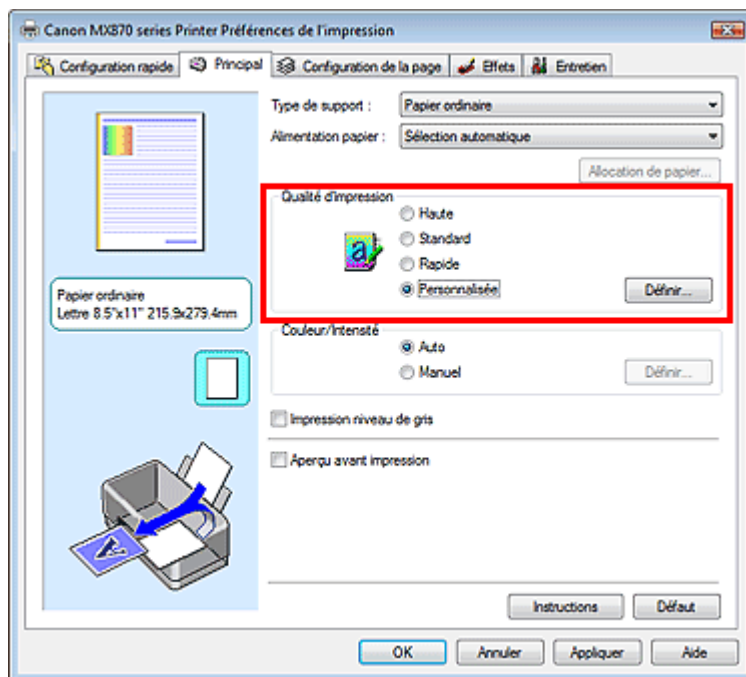 Canon MX870 series Printer Préférences de l'impression
Configuration rapide Principal Configuration de la page Effets Entretien
Type de support : Papier ordinaire
Alimentation papier : Sélection automatique
Allocation de papier...
Qualité d'impression
Haute
Standard
Rapide
Personnalisée Définir...
Papier ordinaire
Lettre 8.5"x11" 215.9x279.4mm
Couleur/Intensité
Auto
Manuel Définir...
Impression niveau de gris
Aperçu avant impression
Instructions Défaut
OK Annuler Appliquer Aide